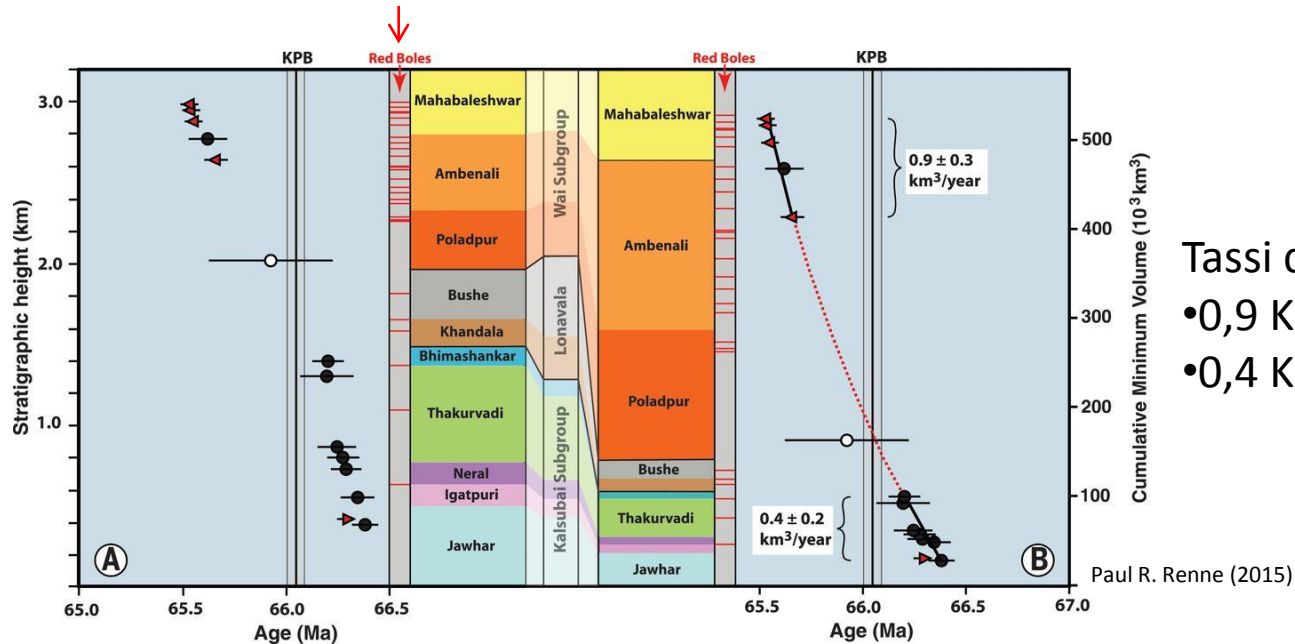 KPB
Red Boles
Red Boles
KPB
Stratigraphic height (km)
3.0
2.0
1.0
Mahabaleshwar
Ambenali
Poladpur
Bushe
Khandala
Bhimashankar
Thakurvadi
Neral
Igatpuri
Jawhar
Wai Subgroup
Lonavala
Kalsubai Subgroup
Mahabaleshwar
Ambenali
Poladpur
Bushe
Thakurvadi
Jawhar
0.9 ± 0.3
km³/year
0.4 ± 0.2
km³/year
500
400
300
200
100
0
Cumulative Minimum Volume (10³ km³)
A
B
65.0
65.5
66.0
66.5
Age (Ma)
65.5
66.0
66.5
67.0
Age (Ma)
Tassi
•0,9 K
•0,4 K
Paul R. Renne (2015)